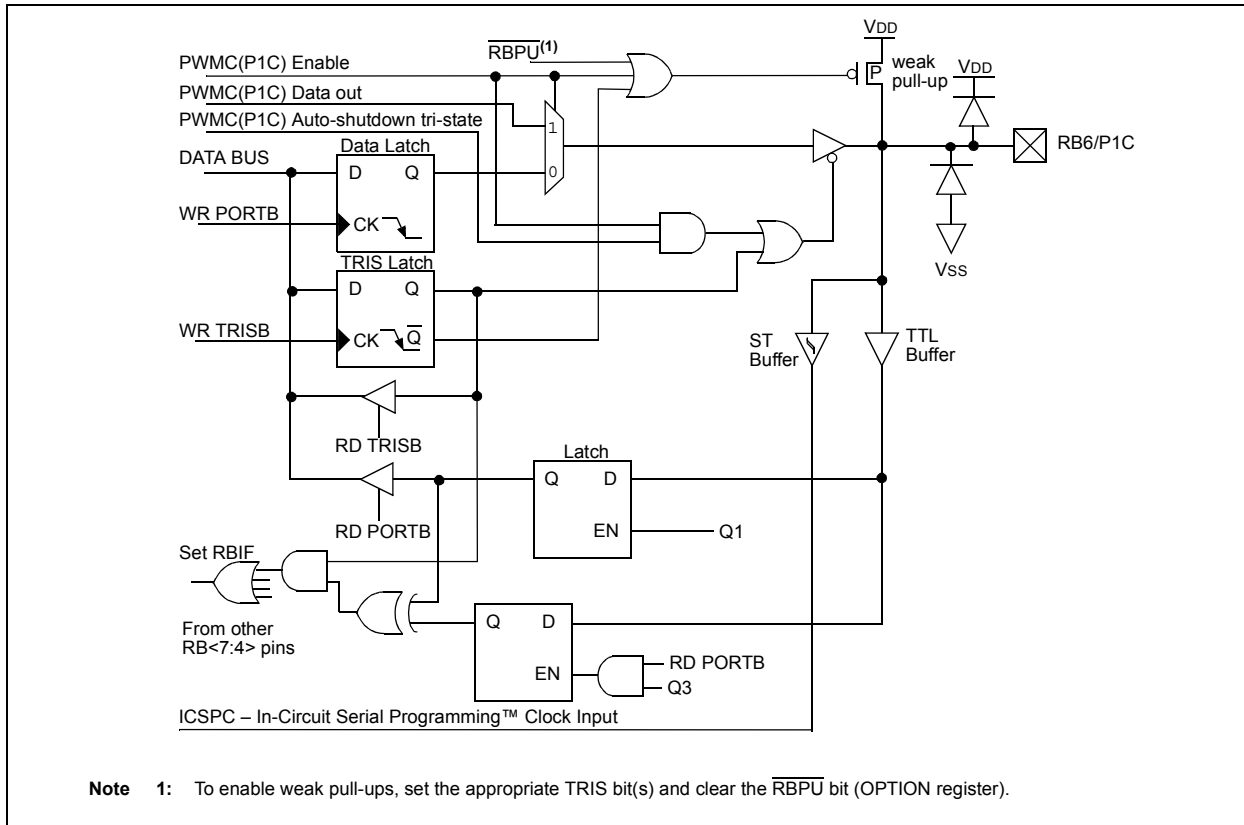 VDD
RBPU(1)
PWMC(P1C) Enable
weak
pull-up
P
VDD
PWMC(P1C) Data out
1
PWMC(P1C) Auto-shutdown tri-state
Data Latch
RB6/P1C
DATA BUS
D Q
0
WR PORTB
CK
TRIS Latch
VSS
D Q
WR TRISB
CK Q
ST
Buffer
TTL
Buffer
RD TRISB
Latch
Q D
RD PORTB
EN
Q1
Set RBIF
From other
RB<7:4> pins
Q D
EN
RD PORTB
Q3
ICSPC – In-Circuit Serial Programming™ Clock Input
Note 1: To enable weak pull-ups, set the appropriate TRIS bit(s) and clear the RBPU bit (OPTION register).